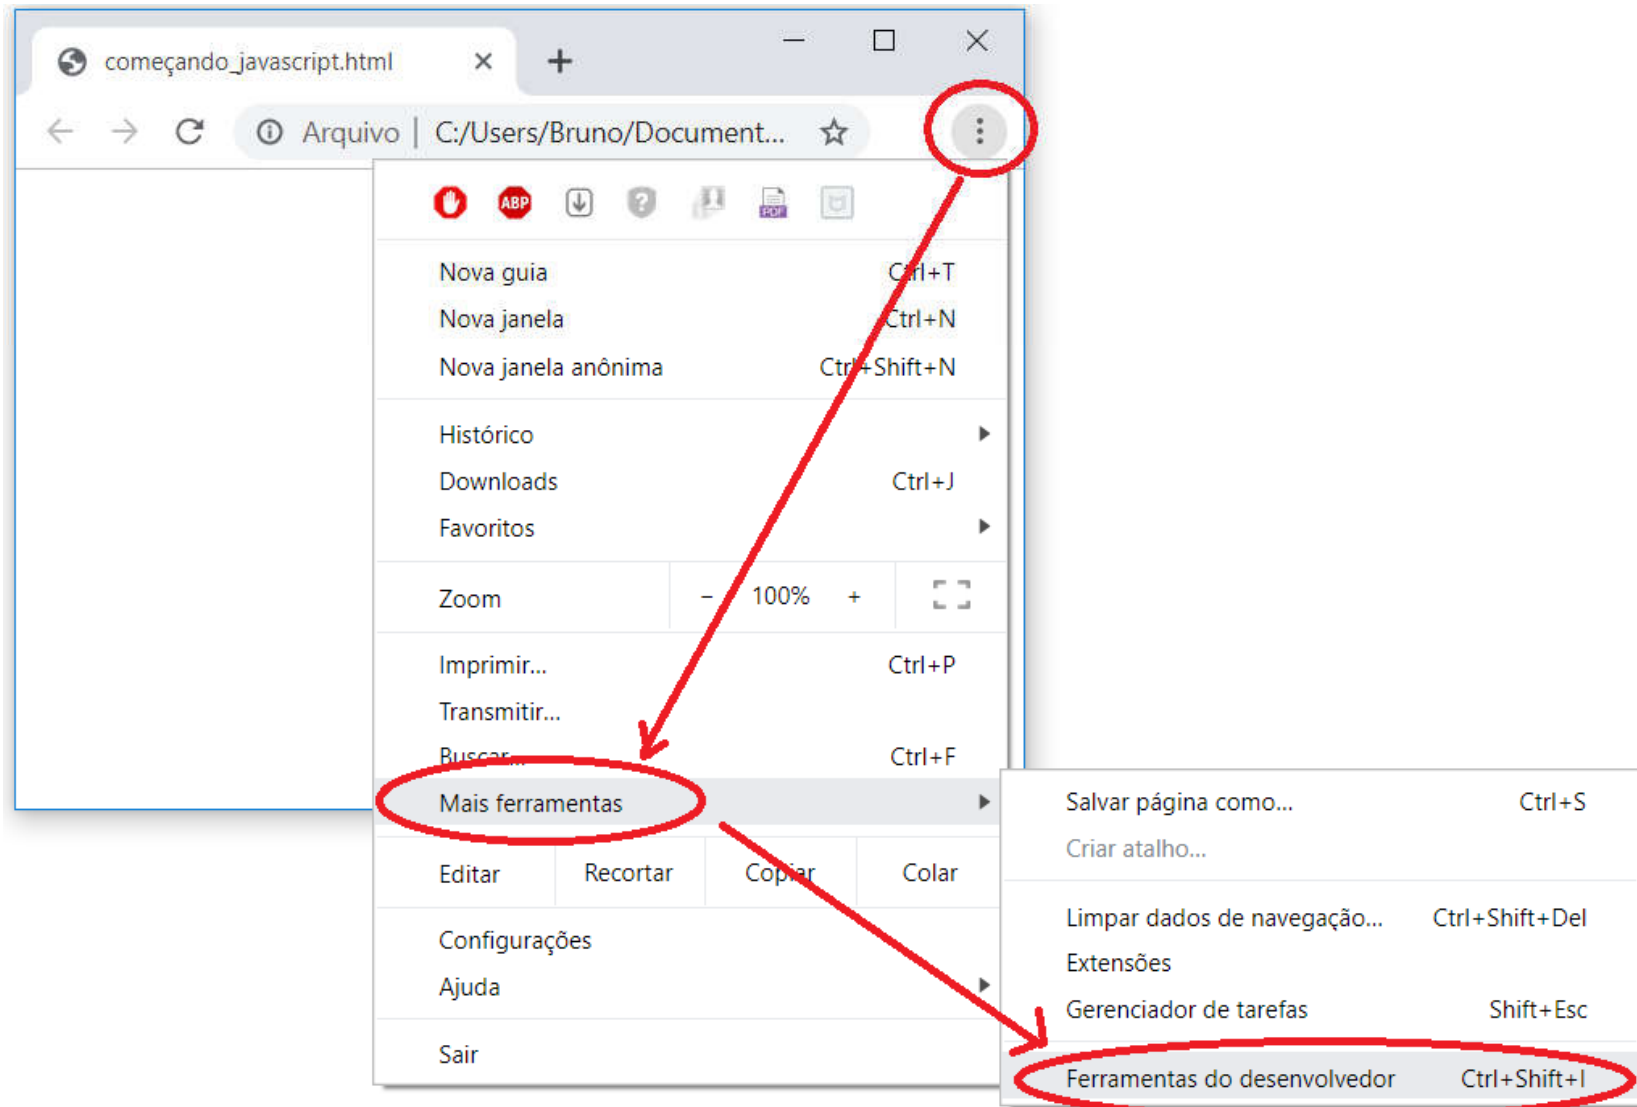 começando_javascript.html
Arquivo | C:/Users/Bruno/Document...
ABP
?
PDF
Nova guia Ctrl+T
Nova janela Ctrl+N
Nova janela anônima Ctrl+Shift+N
Histórico
Downloads Ctrl+J
Favoritos
Zoom - 100% +
Imprimir... Ctrl+P
Transmitir...
Buscar... Ctrl+F
Mais ferramentas
Editar Recortar Copiar Colar
Configurações
Ajuda
Sair
Salvar página como... Ctrl+S
Criar atalho...
Limpar dados de navegação... Ctrl+Shift+Del
Extensões
Gerenciador de tarefas Shift+Esc
Ferramentas do desenvolvedor Ctrl+Shift+I